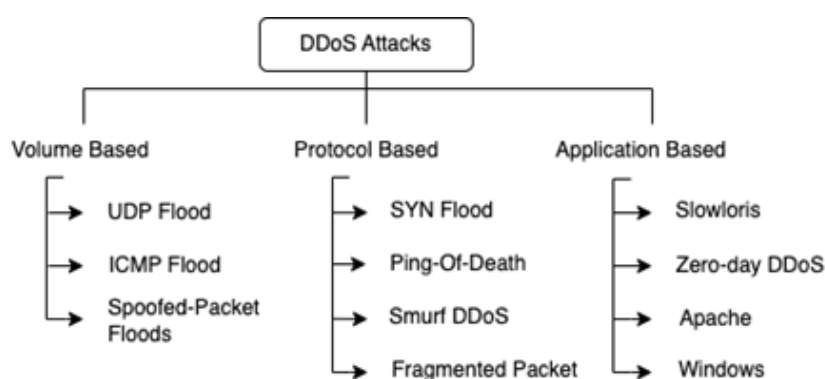 DDoS Attacks
Volume Based
UDP Flood
ICMP Flood
Spoofed-Packet
Floods
Protocol Based
SYN Flood
Ping-Of-Death
Smurf DDoS
Fragmented Packet
Application Based
Slowloris
Zero-day DDoS
Apache
Windows